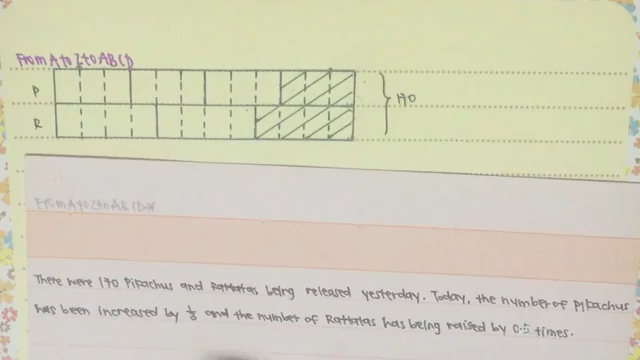 From A to Z to ABCD
P
R
170
From A to Z to ABCD
There were 170 Pikachus and Rattatas being released yesterday. Today, the number of Pikachus
has been increased by 1/3 and the number of Rattatas has being raised by 0.5 times.